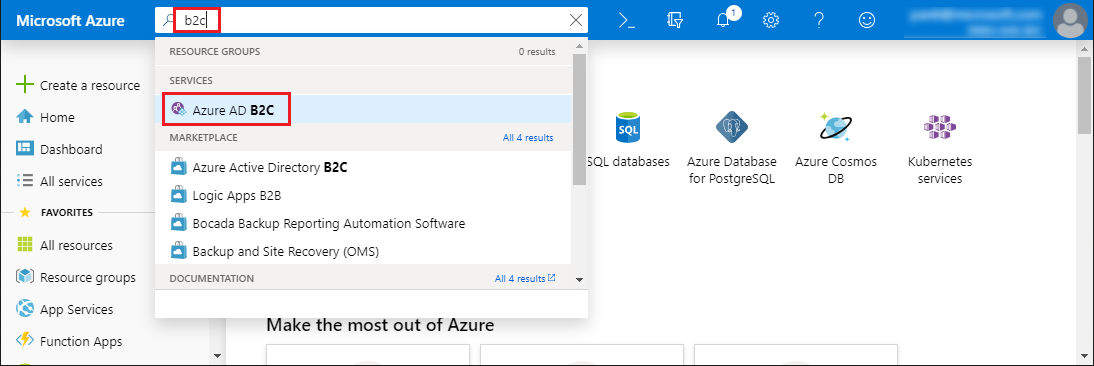 Microsoft Azure
b2c
1
RESOURCE GROUPS
0 results
SERVICES
Azure AD B2C
MARKETPLACE
All 4 results
Azure Active Directory B2C
Logic Apps B2B
Bocada Backup Reporting Automation Software
Backup and Site Recovery (OMS)
DOCUMENTATION
All 4 results
Create a resource
Home
Dashboard
All services
FAVORITES
All resources
Resource groups
App Services
Function Apps
SQL
SQL databases
Azure Database
for PostgreSQL
Azure Cosmos
DB
Kubernetes
services
Make the most out of Azure